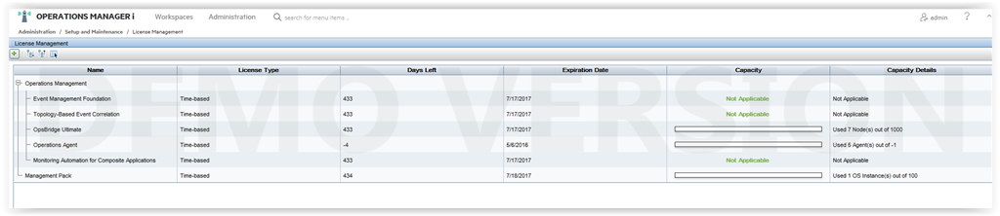 OPERATIONS MANAGER i Workspaces Administration search for menu items .. admin ?
Administration / Setup and Maintenance / License Management
License Management
Name License Type Days Left Expiration Date Capacity Capacity Details
Operations Management
Event Management Foundation Time-based 433 7/17/2017 Not Applicable Not Applicable
Topology-Based Event Correlation Time-based 433 7/17/2017 Not Applicable Not Applicable
OpsBridge Ultimate Time-based 433 7/17/2017 Used 7 Node(s) out of 1000
Operations Agent Time-based -4 5/6/2016 Used 5 Agent(s) out of -1
Monitoring Automation for Composite Applications Time-based 433 7/17/2017 Not Applicable Not Applicable
Management Pack Time-based 434 7/18/2017 Used 1 OS Instance(s) out of 100
DEMO VERSION